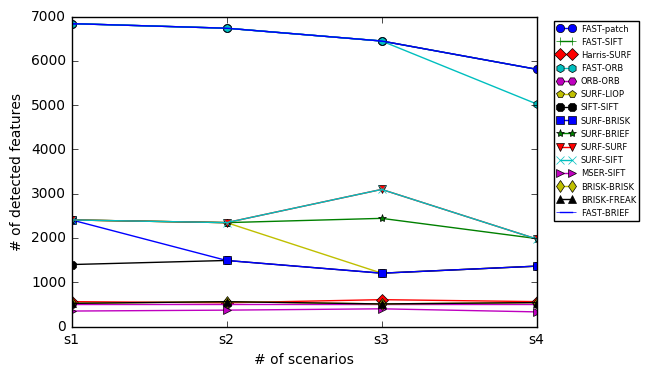 7000
6000
5000
4000
3000
2000
1000
0
# of detected features
s1 s2 s3 s4
# of scenarios
FAST-patch
FAST-SIFT
Harris-SURF
FAST-ORB
ORB-ORB
SURF-LIOP
SIFT-SIFT
SURF-BRISK
SURF-BRIEF
SURF-SURF
SURF-SIFT
MSER-SIFT
BRISK-BRISK
BRISK-FREAK
FAST-BRIEF